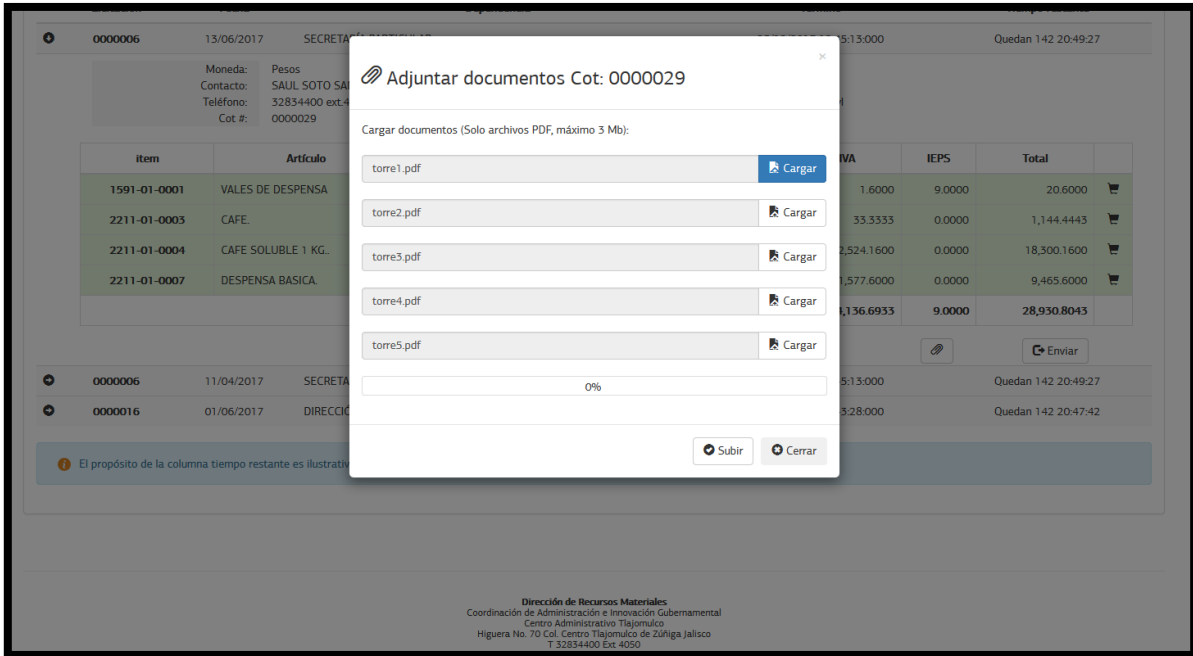 0000006 13/06/2017 5:13:000 Quedan 142 20:49:27
×
Adjuntar documentos Cot: 0000029
Moneda: Pesos
Contacto: SAUL SOTO
Teléfono: 32834400 ext.4
Cot #: 0000029
Cargar documentos (Solo archivos PDF, máximo 3 Mb):
item Artículo IVA IEPS Total
torre1.pdf Cargar
1591-01-0001 VALES DE DESPENSA 1.6000 9.0000 20.6000
torre2.pdf Cargar
2211-01-0003 CAFE. 33.3333 0.0000 1,144.4443
torre3.pdf Cargar
2211-01-0004 CAFE SOLUBLE 1 KG.. 2,524.1600 0.0000 18,300.1600
2211-01-0007 DESPENSA BASICA. 1,577.6000 0.0000 9,465.6000
torre4.pdf Cargar
,136.6933 9.0000 28,930.8043
torre5.pdf Cargar
Enviar
0%
0000006 11/04/2017 SECRETA 5:13:000 Quedan 142 20:49:27
0000016 01/06/2017 DIRECCIÓ 3:28:000 Quedan 142 20:47:42
Subir Cerrar
El propósito de la columna tiempo restante es ilustrativ
Dirección de Recursos Materiales
Coordinación de Administración e Innovación Gubernamental
Centro Administrativo Tlajomulco
Higuera No. 70 Col. Centro Tlajomulco de Zúñiga Jalisco
T 32834400 Ext 4050